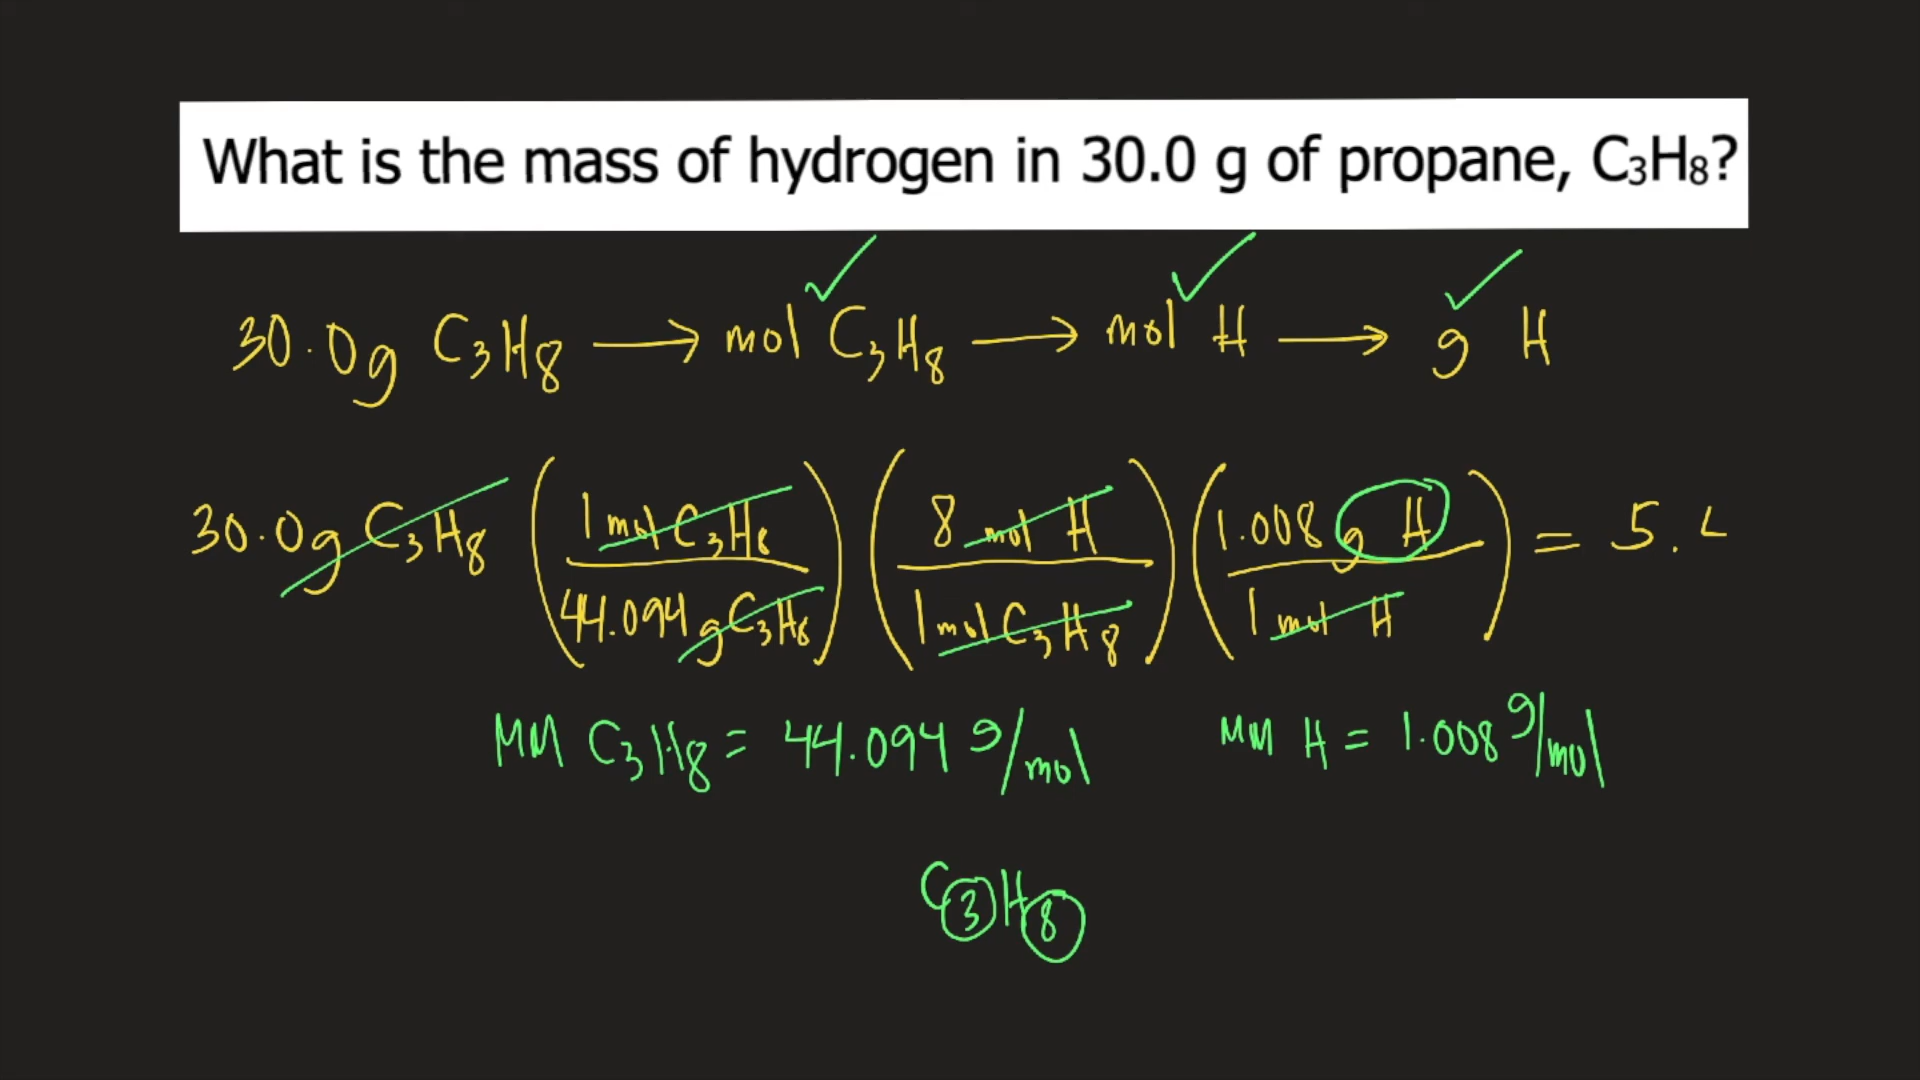 What is the mass of hydrogen in 30.0 g of propane, C₃H₈?
30.0g C₃H₈ → mol C₃H₈ → mol H → g H
30.0g C₃H₈ (1 mol C₃H₈ / 44.094 g C₃H₈) (8 mol H / 1 mol C₃H₈) (1.008 g H / 1 mol H) = 5.
MM C₃H₈ = 44.094 g/mol MM H = 1.008 g/mol
C₃H₈